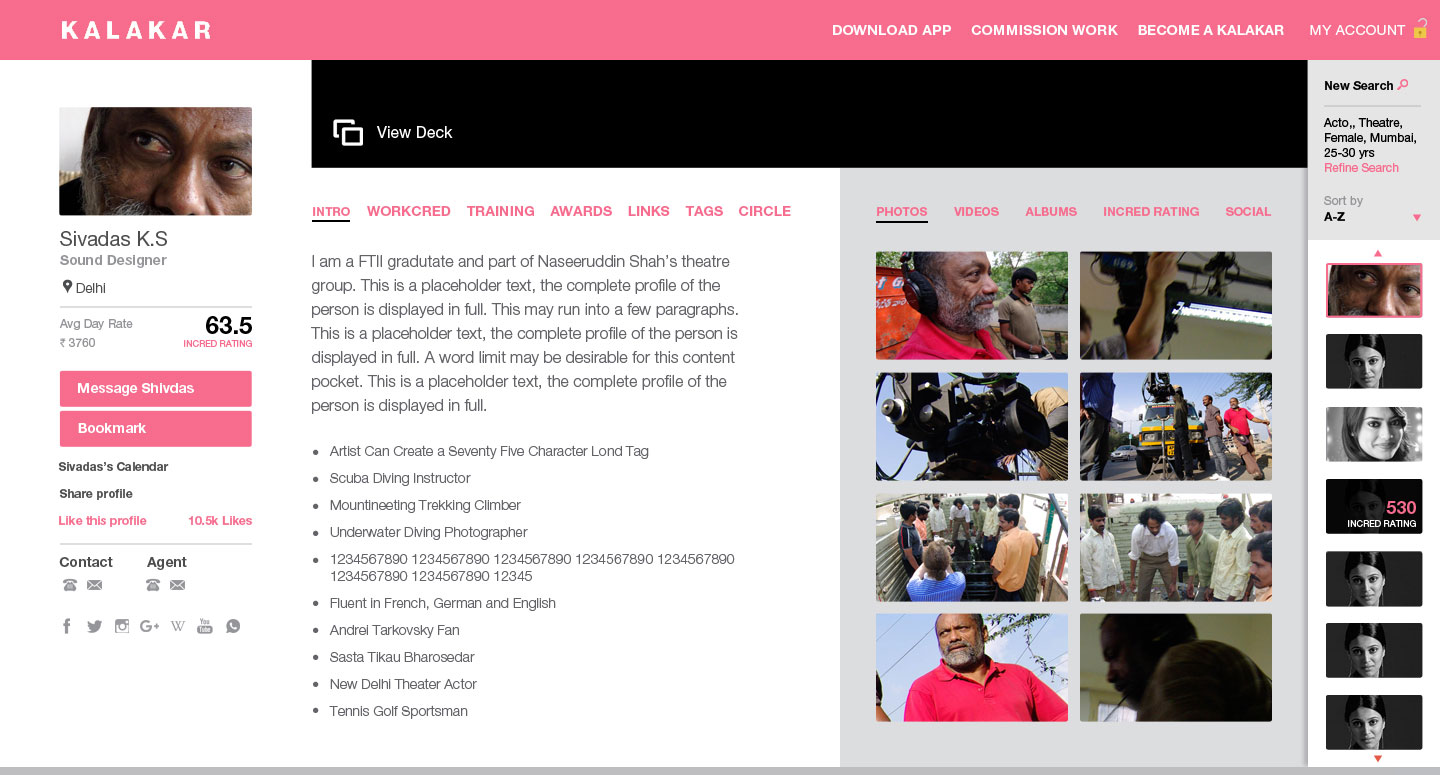 KALAKAR
DOWNLOAD APP
COMMISSION WORK
BECOME A KALAKAR
MY ACCOUNT
Sivadas K.S
Sound Designer
Delhi
Avg Day Rate
₹ 3760
63.5
INCRED RATING
Message Shivdas
Bookmark
Sivadas's Calendar
Share profile
Like this profile
10.5k Likes
Contact
Agent
W
You
Tube
View Deck
INTRO
WORKCRED
TRAINING
AWARDS
LINKS
TAGS
CIRCLE
I am a FTII gradutate and part of Naseeruddin Shah's theatre
group. This is a placeholder text, the complete profile of the
person is displayed in full. This may run into a few paragraphs.
This is a placeholder text, the complete profile of the person is
displayed in full. A word limit may be desirable for this content
pocket. This is a placeholder text, the complete profile of the
person is displayed in full.
• Artist Can Create a Seventy Five Character Lond Tag
• Scuba Diving Instructor
• Mountineeting Trekking Climber
• Underwater Diving Photographer
• 1234567890 1234567890 1234567890 1234567890 1234567890
1234567890 1234567890 12345
• Fluent in French, German and English
• Andrei Tarkovsky Fan
• Sasta Tikau Bharosedar
• New Delhi Theater Actor
• Tennis Golf Sportsman
PHOTOS
VIDEOS
ALBUMS
INCRED RATING
SOCIAL
New Search
Acto,, Theatre,
Female, Mumbai,
25-30 yrs
Refine Search
Sort by
A-Z
530
INCRED RATING